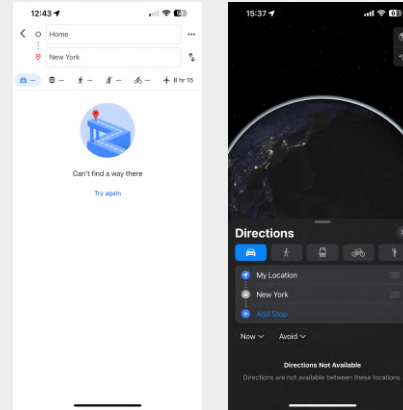 12:43
Home
New York
8 hr 15
Can't find a way there
Try again
15:37
Directions
My Location
New York
Add Stop
Now
Avoid
Directions Not Available
Directions are not available between these locations.